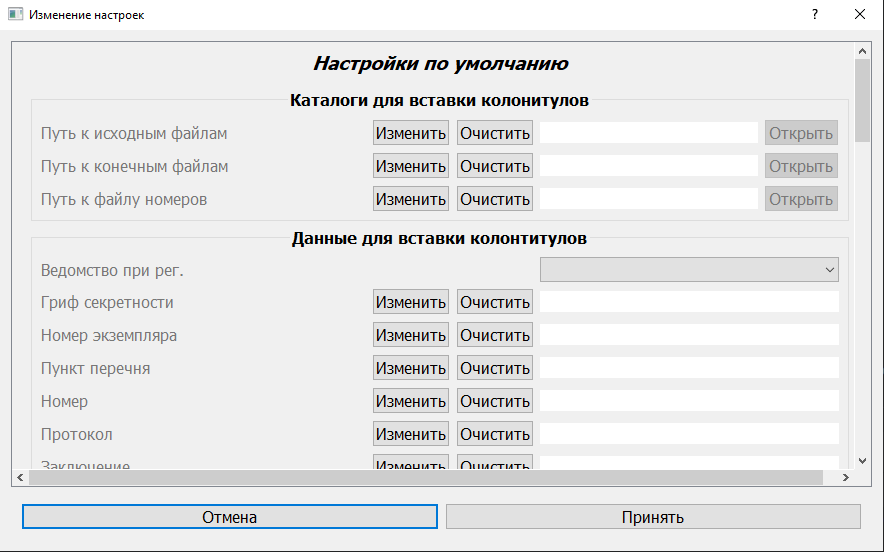 Изменение настроек ?
Настройки по умолчанию
Каталоги для вставки колонитулов
Путь к исходным файлам Изменить Очистить Открыть
Путь к конечным файлам Изменить Очистить Открыть
Путь к файлу номеров Изменить Очистить Открыть
Данные для вставки колонтитулов
Ведомство при рег.
Гриф секретности Изменить Очистить
Номер экземпляра Изменить Очистить
Пункт перечня Изменить Очистить
Номер Изменить Очистить
Протокол Изменить Очистить
Заключение Изменить Очистить
Отмена Принять